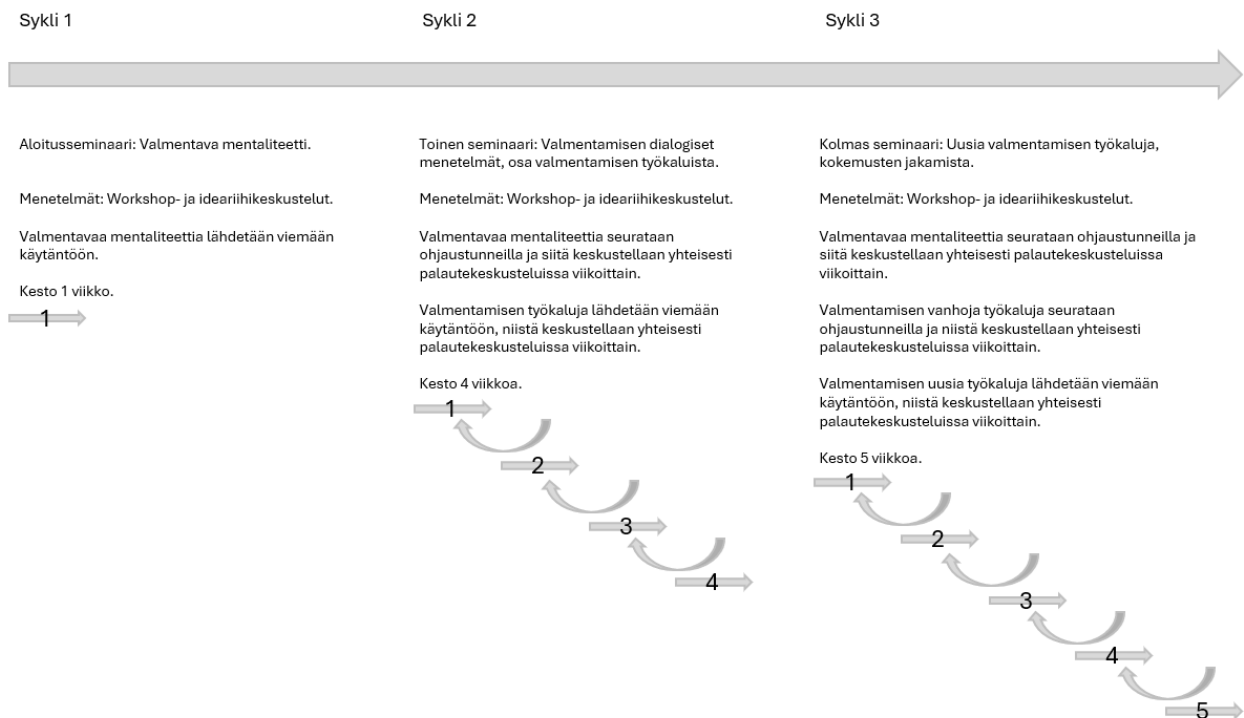 Sykli 1
Sykli 2
Sykli 3
Aloitusseminaari: Valmentava mentaliteetti.
Menetelmät: Workshop- ja ideariihikeskustelut.
Valmentavaa mentaliteettia lähdetään viemään
käytäntöön.
Kesto 1 viikko.
1
Toinen seminaari: Valmentamisen dialogiset
menetelmät, osa valmentamisen työkaluista.
Menetelmät: Workshop- ja ideariihikeskustelut.
Valmentavaa mentaliteettia seurataan
ohjaustunneilla ja siitä keskustellaan yhteisesti
palautekeskusteluissa viikoittain.
Valmentamisen työkaluja lähdetään viemään
käytäntöön, niistä keskustellaan yhteisesti
palautekeskusteluissa viikoittain.
Kesto 4 viikkoa.
1
2
3
4
Kolmas seminaari: Uusia valmentamisen työkaluja,
kokemusten jakamista.
Menetelmät: Workshop- ja ideariihikeskustelut.
Valmentavaa mentaliteettia seurataan ohjaustunneilla ja
siitä keskustellaan yhteisesti palautekeskusteluissa
viikoittain.
Valmentamisen vanhoja työkaluja seurataan
ohjaustunneilla ja niistä keskustellaan yhteisesti
palautekeskusteluissa viikoittain.
Valmentamisen uusia työkaluja lähdetään viemään
käytäntöön, niistä keskustellaan yhteisesti
palautekeskusteluissa viikoittain.
Kesto 5 viikkoa.
1
2
3
4
5